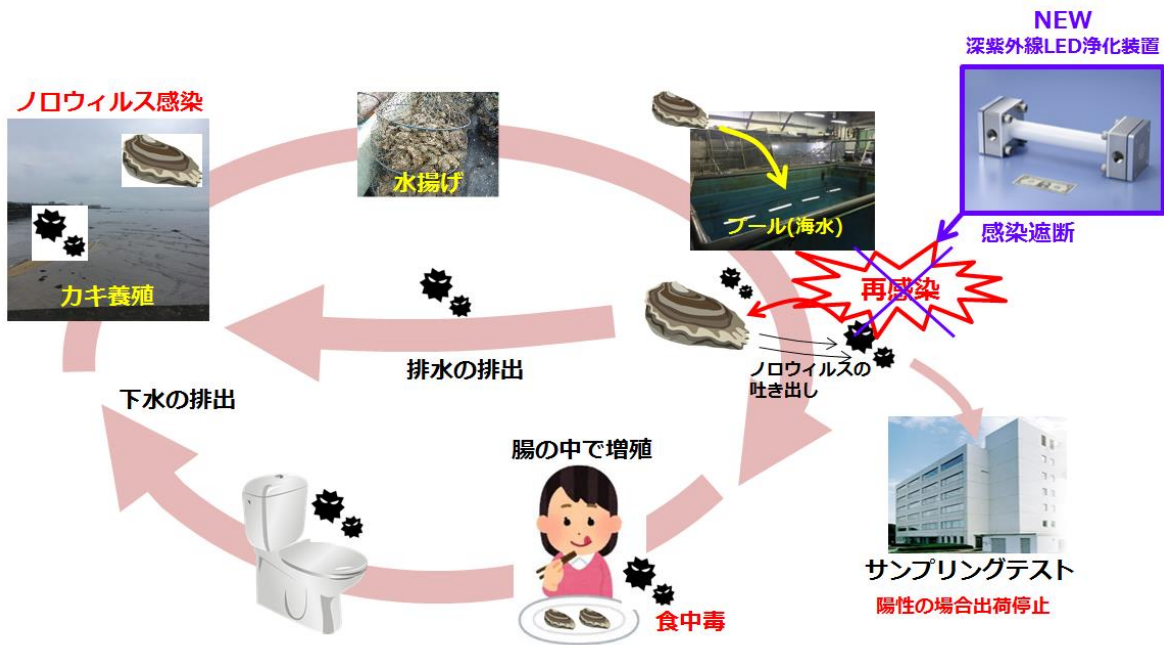 NEW
深紫外線LED浄化装置
ノロウィルス感染
水揚げ
プール(海水)
感染遮断
再感染
カキ養殖
排水の排出
ノロウィルスの
吐き出し
下水の排出
腸の中で増殖
サンプリングテスト
陽性の場合出荷停止
食中毒